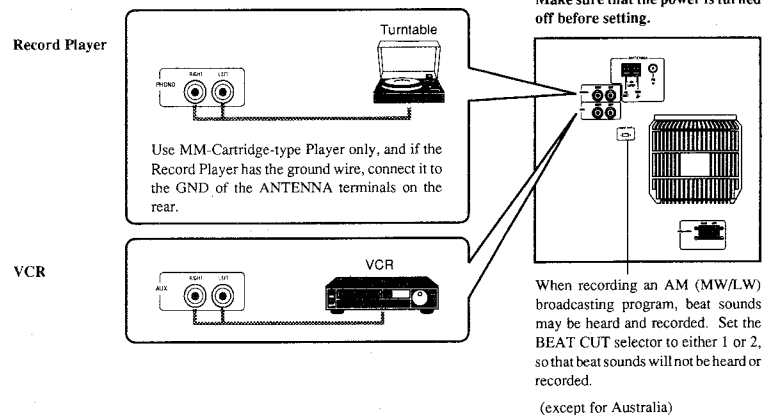 Make sure that the power is turned
off before setting.
Record Player
Turntable
PHONO
RIGHT LEFT
Use MM-Cartridge-type Player only, and if the
Record Player has the ground wire, connect it to
the GND of the ANTENNA terminals on the
rear.
ANTENNA
VCR
VCR
AUX
RIGHT LEFT
When recording an AM (MW/LW)
broadcasting program, beat sounds
may be heard and recorded. Set the
BEAT CUT selector to either 1 or 2,
so that beat sounds will not be heard or
recorded.
(except for Australia)